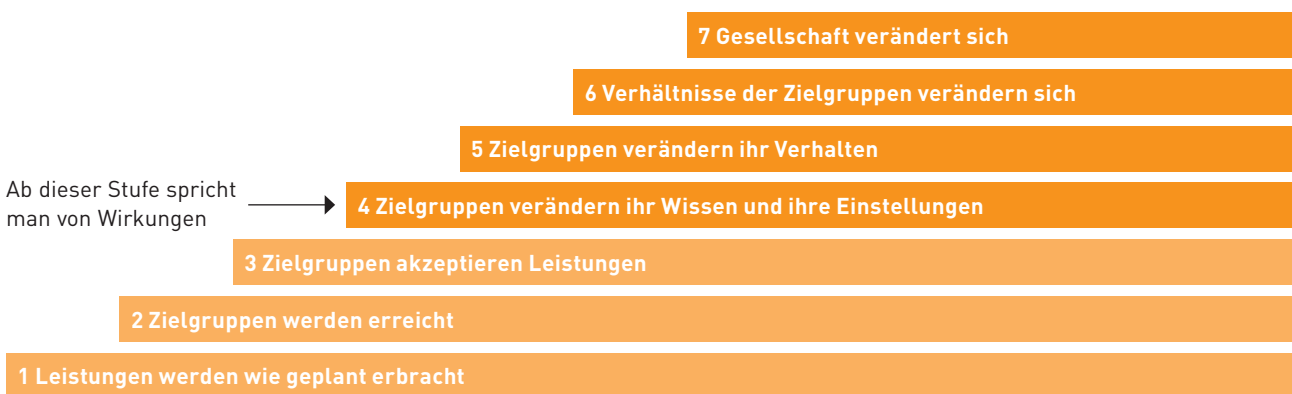 7 Gesellschaft verändert sich
6 Verhältnisse der Zielgruppen verändern sich
5 Zielgruppen verändern ihr Verhalten
Ab dieser Stufe spricht
man von Wirkungen
4 Zielgruppen verändern ihr Wissen und ihre Einstellungen
3 Zielgruppen akzeptieren Leistungen
2 Zielgruppen werden erreicht
1 Leistungen werden wie geplant erbracht